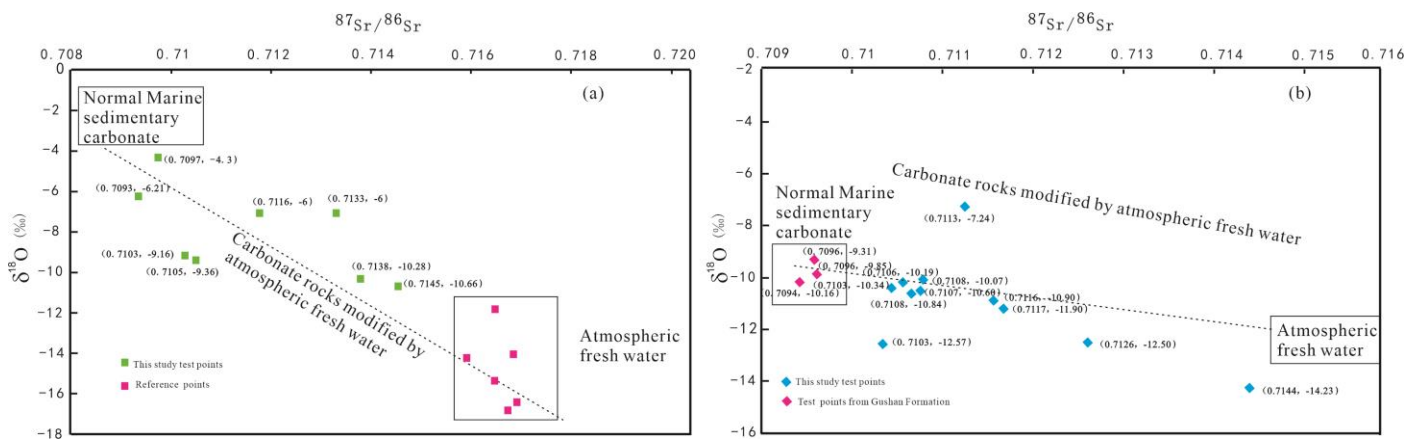 87Sr/86Sr
0.708 0.71 0.712 0.714 0.716 0.718 0.720
(a)
0
-2
-4
-6
-8
-10
-12
-14
-16
-18
δ18O (‰)
Normal Marine
sedimentary
carbonate
(0.7097, -4.3)
(0.7093, -6.21)
(0.7116, -6)
(0.7133, -6)
(0.7103, -9.16)
(0.7105, -9.36)
(0.7138, -10.28)
(0.7145, -10.66)
Carbonate rocks modified by
atmospheric fresh water
Atmospheric
fresh water
This study test points
Reference points
87Sr/86Sr
0.709 0.71 0.711 0.712 0.713 0.714 0.715 0.716
(b)
-2
-4
-6
-8
-10
-12
-14
-16
δ18O (‰)
Carbonate rocks modified by atmospheric fresh water
(0.7113, -7.24)
Normal Marine
sedimentary
carbonate
(0.7096, -9.31)
(0.7096, -9.85)
(0.7106, -10.19)
(0.7108, -10.07)
(0.7103, -10.34)
(0.7094, -10.16)
(0.7107, -10.60)
(0.7108, -10.84)
(0.7116, -10.90)
(0.7117, -11.90)
(0.7103, -12.57)
(0.7126, -12.50)
Atmospheric
fresh water
(0.7144, -14.23)
This study test points
Test points from Gushan Formation